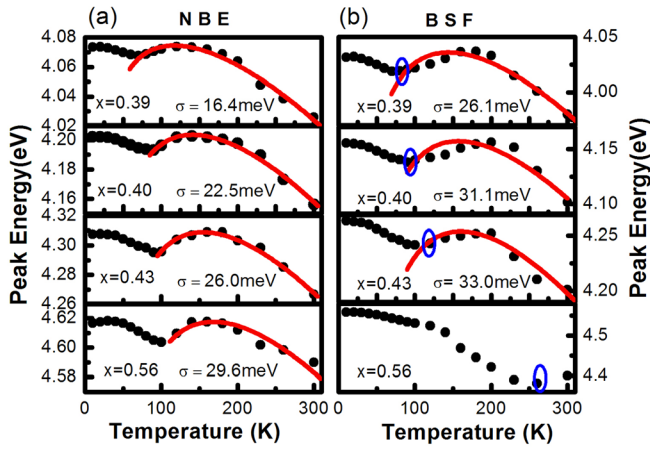 (a) N B E
(b) B S F
4.08
4.06
4.04
4.02
x=0.39 σ = 16.4meV
4.20
4.18
4.16
x=0.40 σ = 22.5meV
4.32
4.30
4.28
4.26
x=0.43 σ = 26.0meV
4.62
4.60
4.58
x=0.56 σ = 29.6meV
0 100 200 300
Temperature (K)
Peak Energy(eV)
4.05
4.00
x=0.39 σ= 26.1meV
4.15
4.10
x=0.40 σ= 31.1meV
4.25
4.20
x=0.43 σ= 33.0meV
4.5
4.4
x=0.56
0 100 200 300
Temperature (K)
Peak Energy(eV)